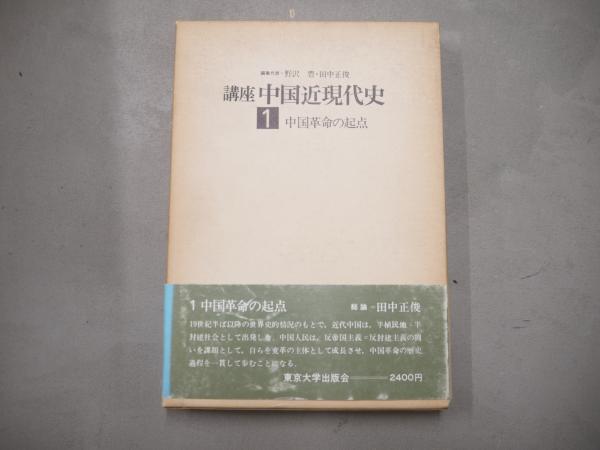 編集代表=野沢 豊・田中正俊
講座 中国近現代史
1 中国革命の起点
1 中国革命の起点
総論=田中正俊
19世紀半ば以降の世界史的情況のもとで、近代中国は、半植民地・半
封建社会として出発した。中国人民は、反帝国主義=反封建主義の闘
いを課題として、自らを変革の主体として成長させ、中国革命の歴史
過程を一貫して歩むことになる。
東京大学出版会 2400円